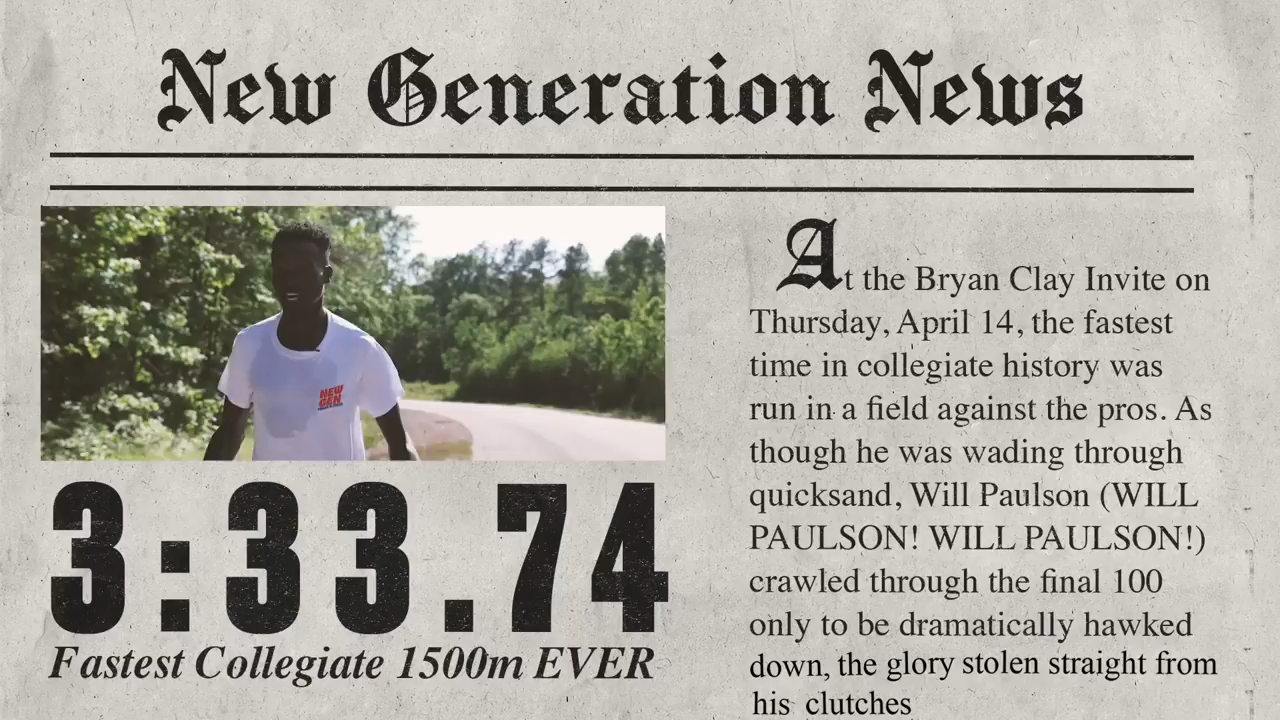 New Generation News
NEW
GEN
3:33.74
Fastest Collegiate 1500m EVER
At the Bryan Clay Invite on
Thursday, April 14, the fastest
time in collegiate history was
run in a field against the pros. As
though he was wading through
quicksand, Will Paulson (WILL
PAULSON! WILL PAULSON!)
crawled through the final 100
only to be dramatically hawked
down, the glory stolen straight from
his clutches